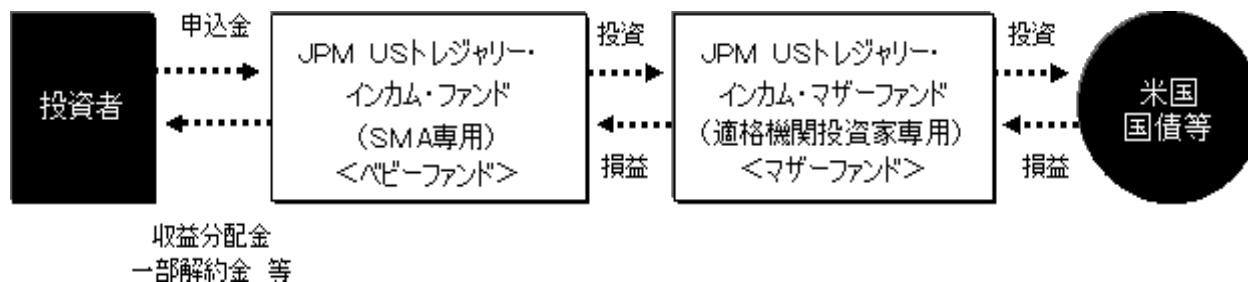 申込金
投資者
JPM USトレジャリー・
インカム・ファンド
(SMA専用)
<ベビーファンド>
投資
損益
JPM USトレジャリー・
インカム・マザーファンド
(適格機関投資家専用)
<マザーファンド>
投資
損益
米国
国債等
収益分配金
一部解約金 等